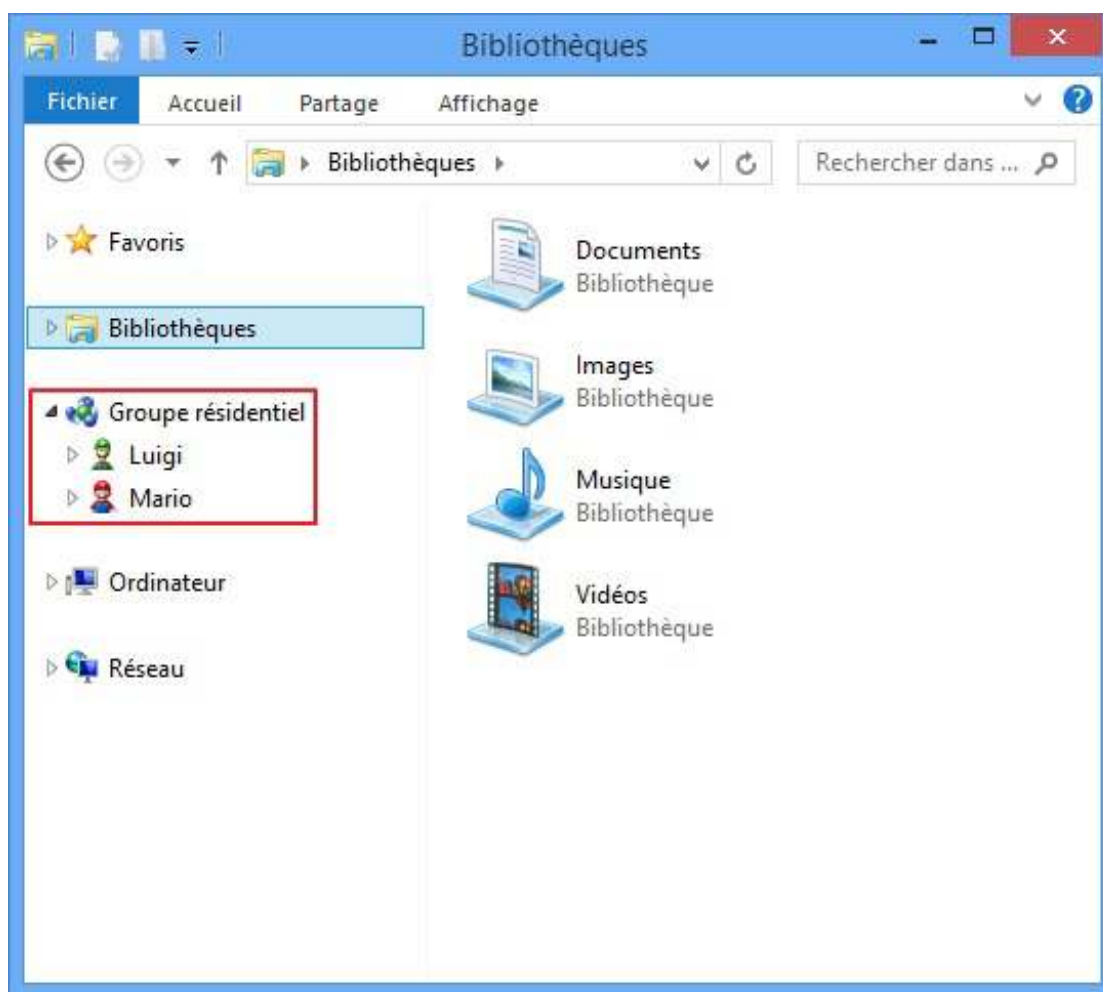 Bibliothèques
Fichier Accueil Partage Affichage
Bibliothèques
Rechercher dans ...
Favoris
Bibliothèques
Groupe résidentiel
Luigi
Mario
Ordinateur
Réseau
Documents
Bibliothèque
Images
Bibliothèque
Musique
Bibliothèque
Vidéos
Bibliothèque